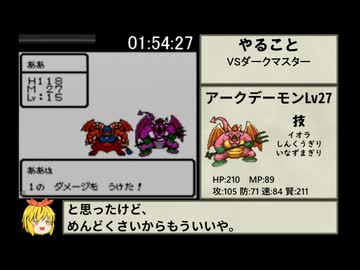 01:54:27
ああ
H118
M 27
Lv:15
ああは
1の ダメージを うけた!
やること
VSダークマスター
アークデーモンLv27
技
イオラ
しんくうぎり
いなずまぎり
HP:210 MP:89
攻:105 防:71 速:84 賢:211
と思ったけど、
めんどくさいからもういいや。